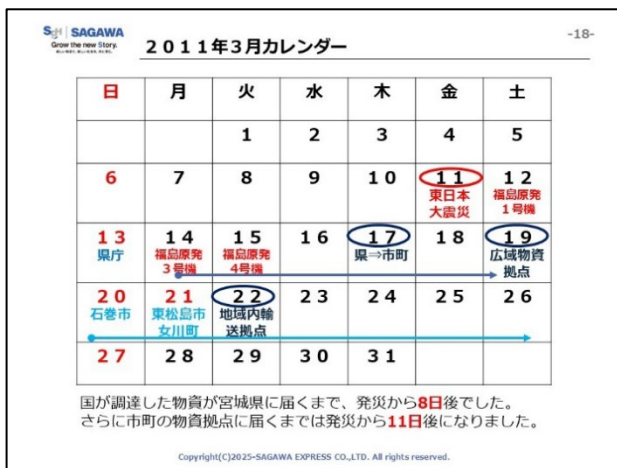 SGH SAGAWA
Grow the new Story.
-18-
2011年3月カレンダー
日 月 火 水 木 金 土
1 2 3 4 5
6 7 8 9 10 11 12
東日本大震災
福島原発1号機
13 14 15 16 17 18 19
県庁
福島原発3号機
福島原発4号機
県⇒市町
広域物資拠点
20 21 22 23 24 25 26
石巻市
東松島市
女川町
地域内輸送拠点
27 28 29 30 31
国が調達した物資が宮城県に届くまで、発災から8日後でした。
さらに市町の物資拠点に届くまでは発災から11日後になりました。
Copyright(C)2025-SAGAWA EXPRESS CO.,LTD. All rights reserved.